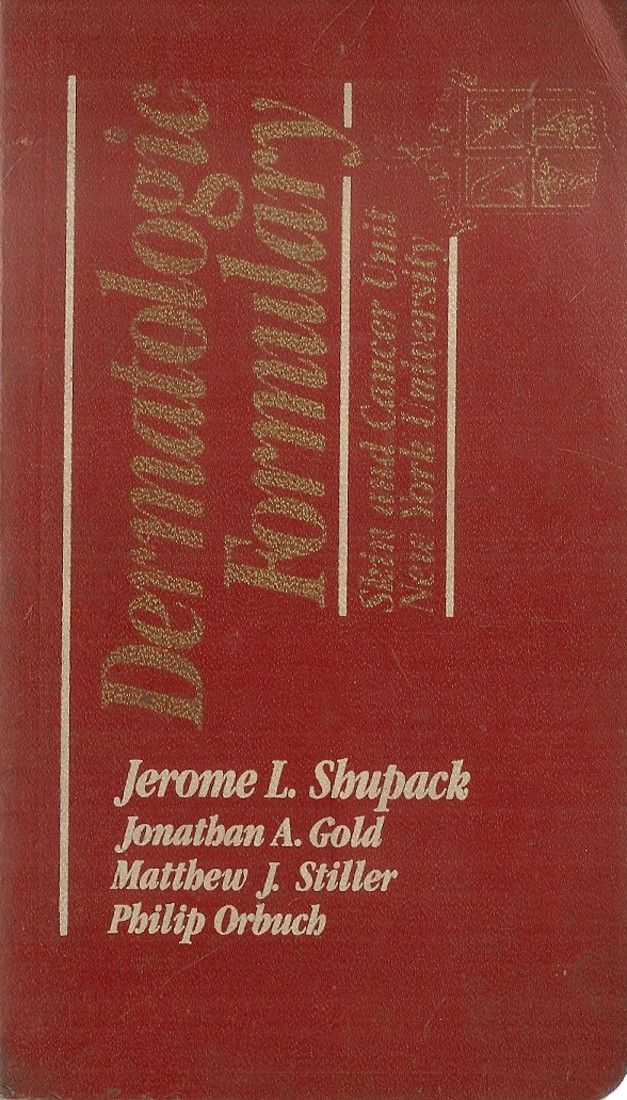 Dermatologic
Formulary
Skin and Cancer Unit
New York University
Jerome L. Shupack
Jonathan A. Gold
Matthew J. Stiller
Philip Orbuch